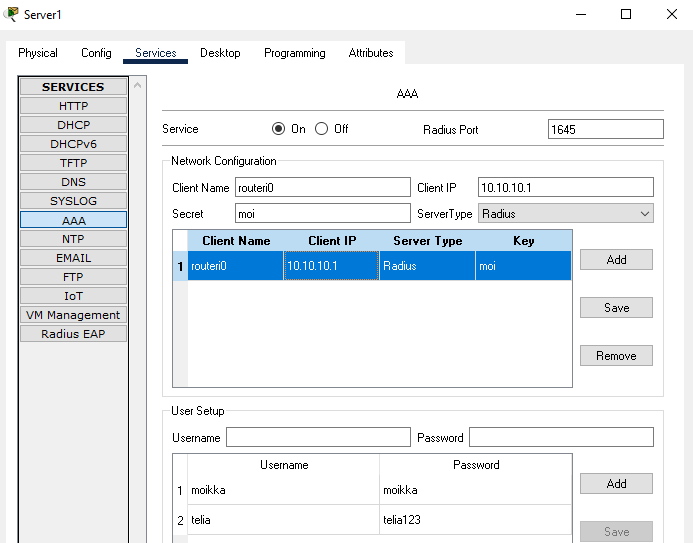 Server1
Physical Config Services Desktop Programming Attributes
SERVICES
HTTP
DHCP
DHCPv6
TFTP
DNS
SYSLOG
AAA
NTP
EMAIL
FTP
IoT
VM Management
Radius EAP
AAA
Service On Off Radius Port 1645
Network Configuration
Client Name routeri0 Client IP 10.10.10.1
Secret moi ServerType Radius
Client Name Client IP Server Type Key
1 routeri0 10.10.10.1 Radius moi
Add
Save
Remove
User Setup
Username Password
Username Password
1 moikka moikka
2 telia telia123
Add
Save